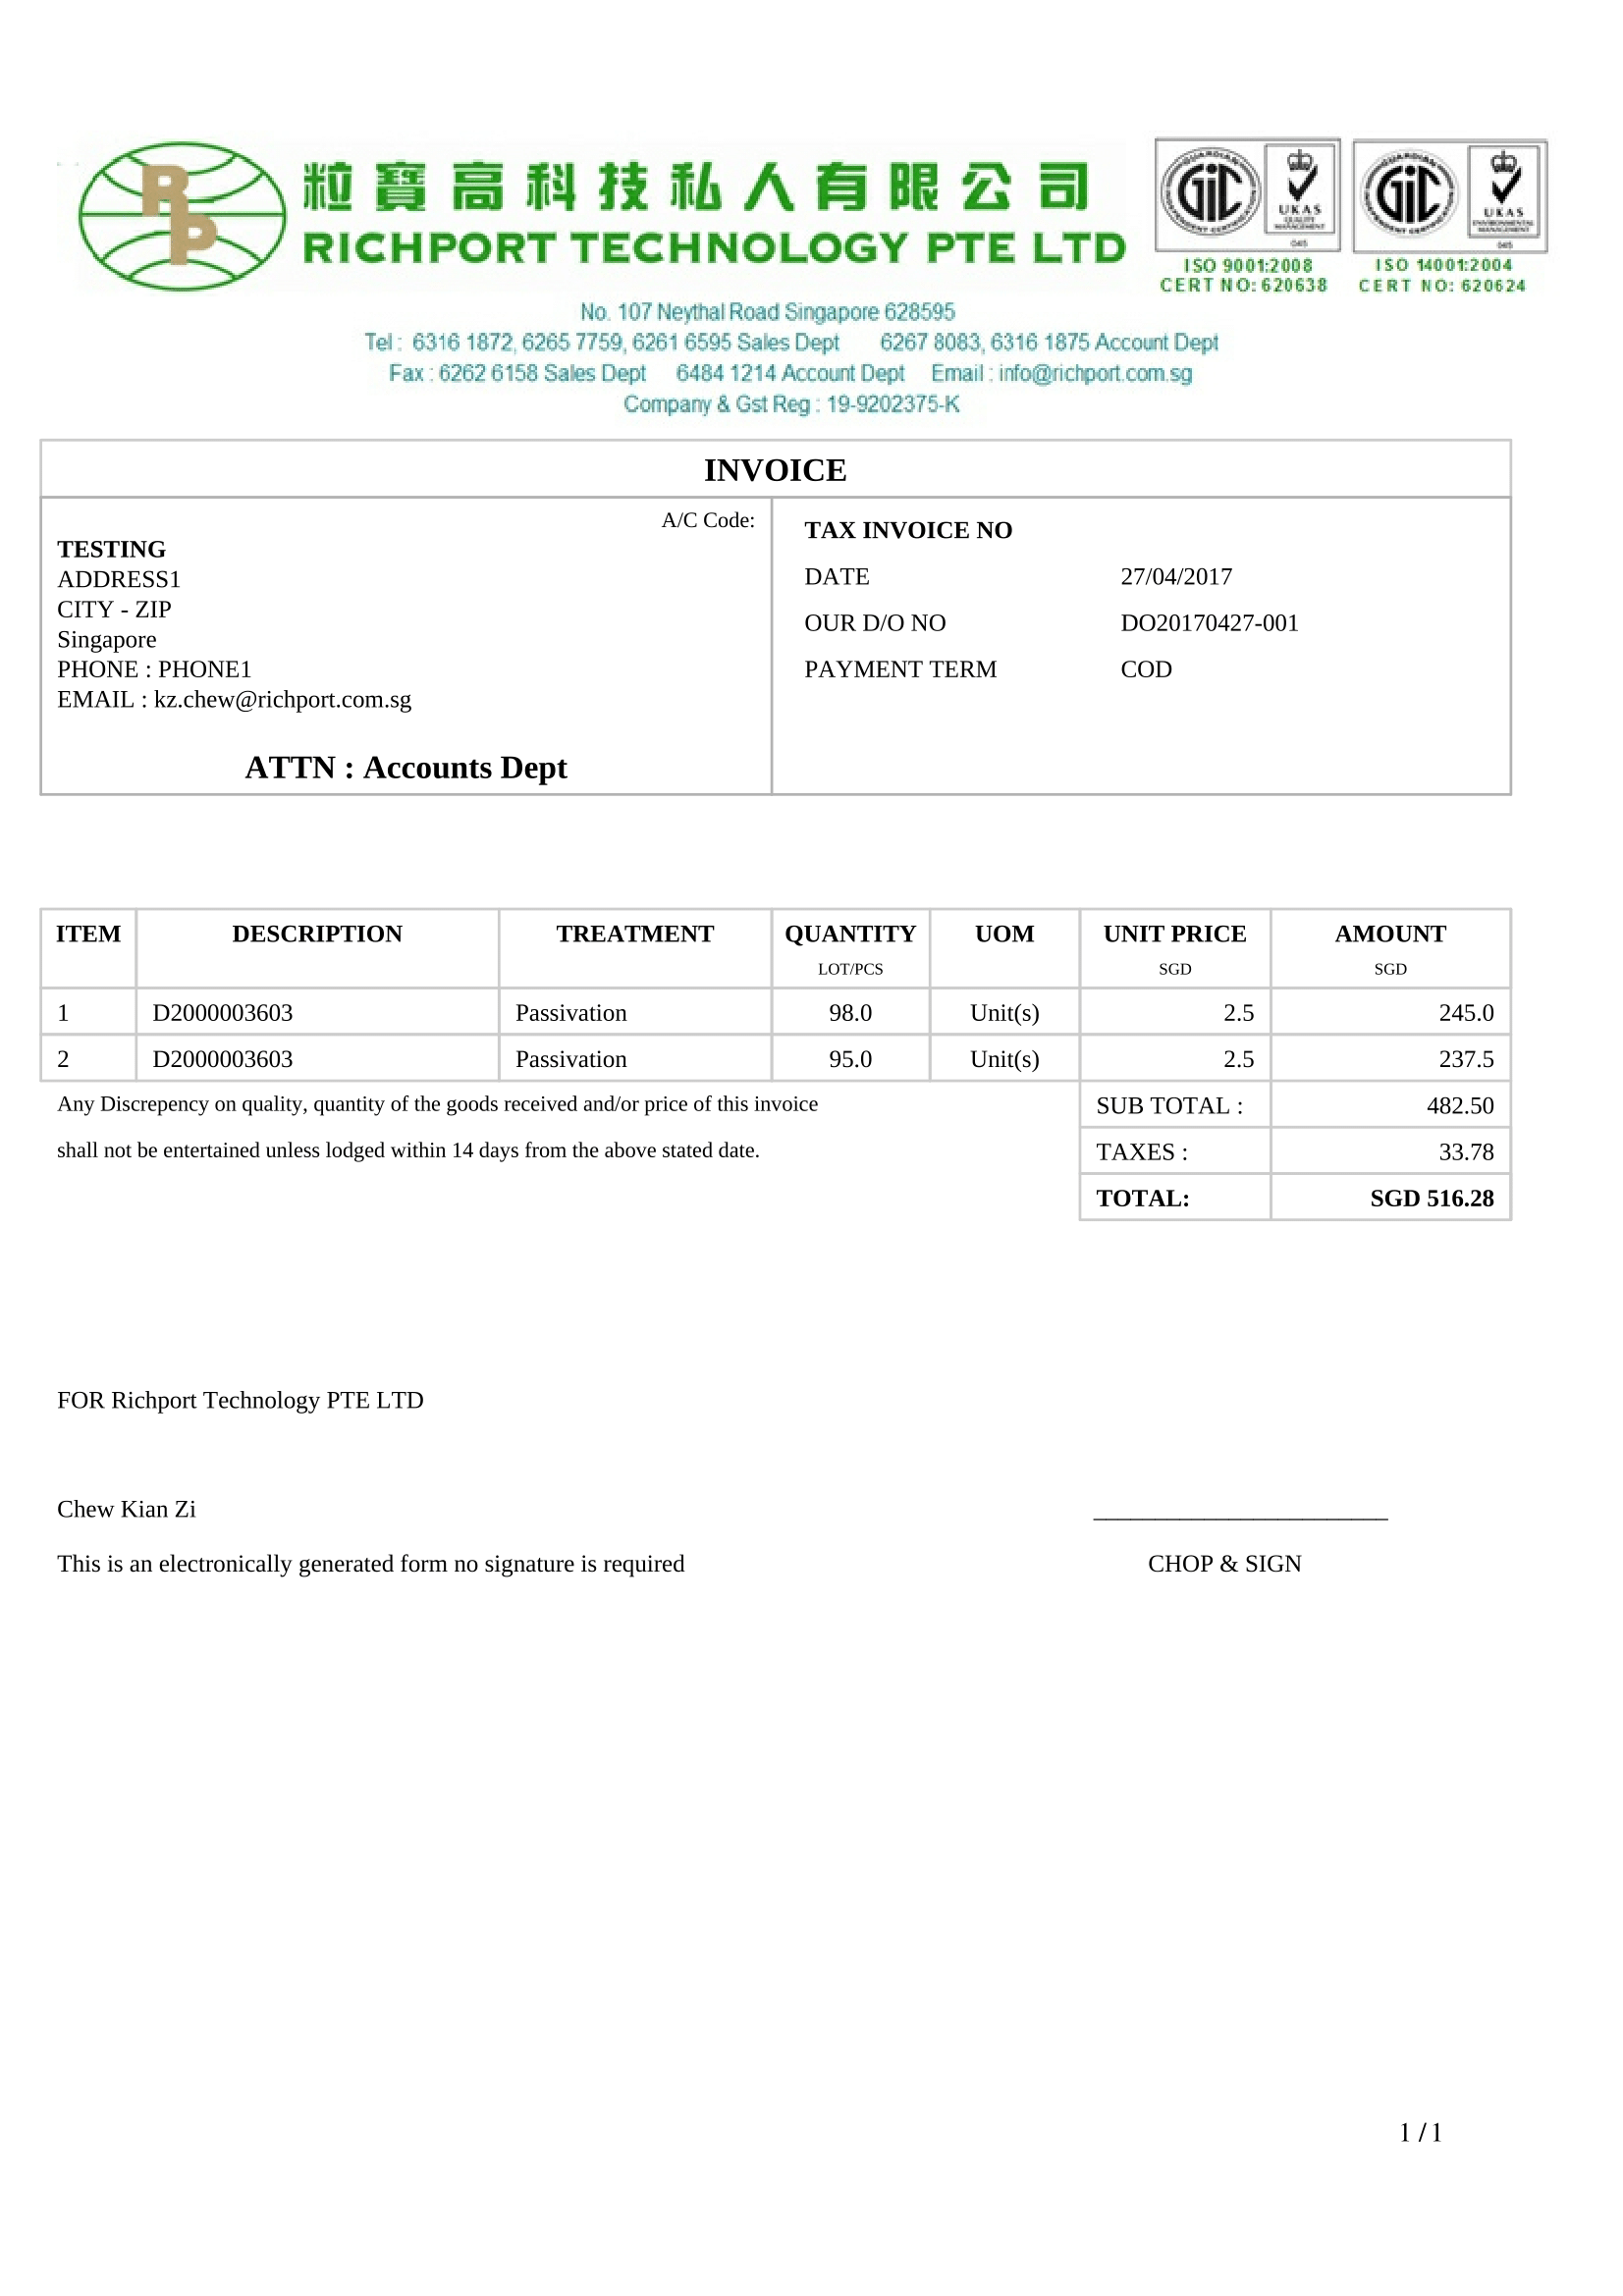 RP
粒寶高科技私人有限公司
RICHPORT TECHNOLOGY PTE LTD
GIC
UKAS
QUALITY
MANAGEMENT
045
ISO 9001:2008
CERT NO: 620638
GIC
UKAS
ENVIRONMENTAL
MANAGEMENT
045
ISO 14001:2004
CERT NO: 620624
No. 107 Neythal Road Singapore 628595
Tel : 6316 1872, 6265 7759, 6261 6595 Sales Dept 6267 8083, 6316 1875 Account Dept
Fax : 6262 6158 Sales Dept 6484 1214 Account Dept Email : info@richport.com.sg
Company & Gst Reg : 19-9202375-K
INVOICE
A/C Code:
TESTING
ADDRESS1
CITY - ZIP
Singapore
PHONE : PHONE1
EMAIL : kz.chew@richport.com.sg
ATTN : Accounts Dept
TAX INVOICE NO
DATE 27/04/2017
OUR D/O NO DO20170427-001
PAYMENT TERM COD
ITEM DESCRIPTION TREATMENT QUANTITY UOM UNIT PRICE AMOUNT
LOT/PCS SGD SGD
1 D2000003603 Passivation 98.0 Unit(s) 2.5 245.0
2 D2000003603 Passivation 95.0 Unit(s) 2.5 237.5
Any Discrepency on quality, quantity of the goods received and/or price of this invoice
shall not be entertained unless lodged within 14 days from the above stated date.
SUB TOTAL : 482.50
TAXES : 33.78
TOTAL: SGD 516.28
FOR Richport Technology PTE LTD
Chew Kian Zi
This is an electronically generated form no signature is required
CHOP & SIGN
1 / 1